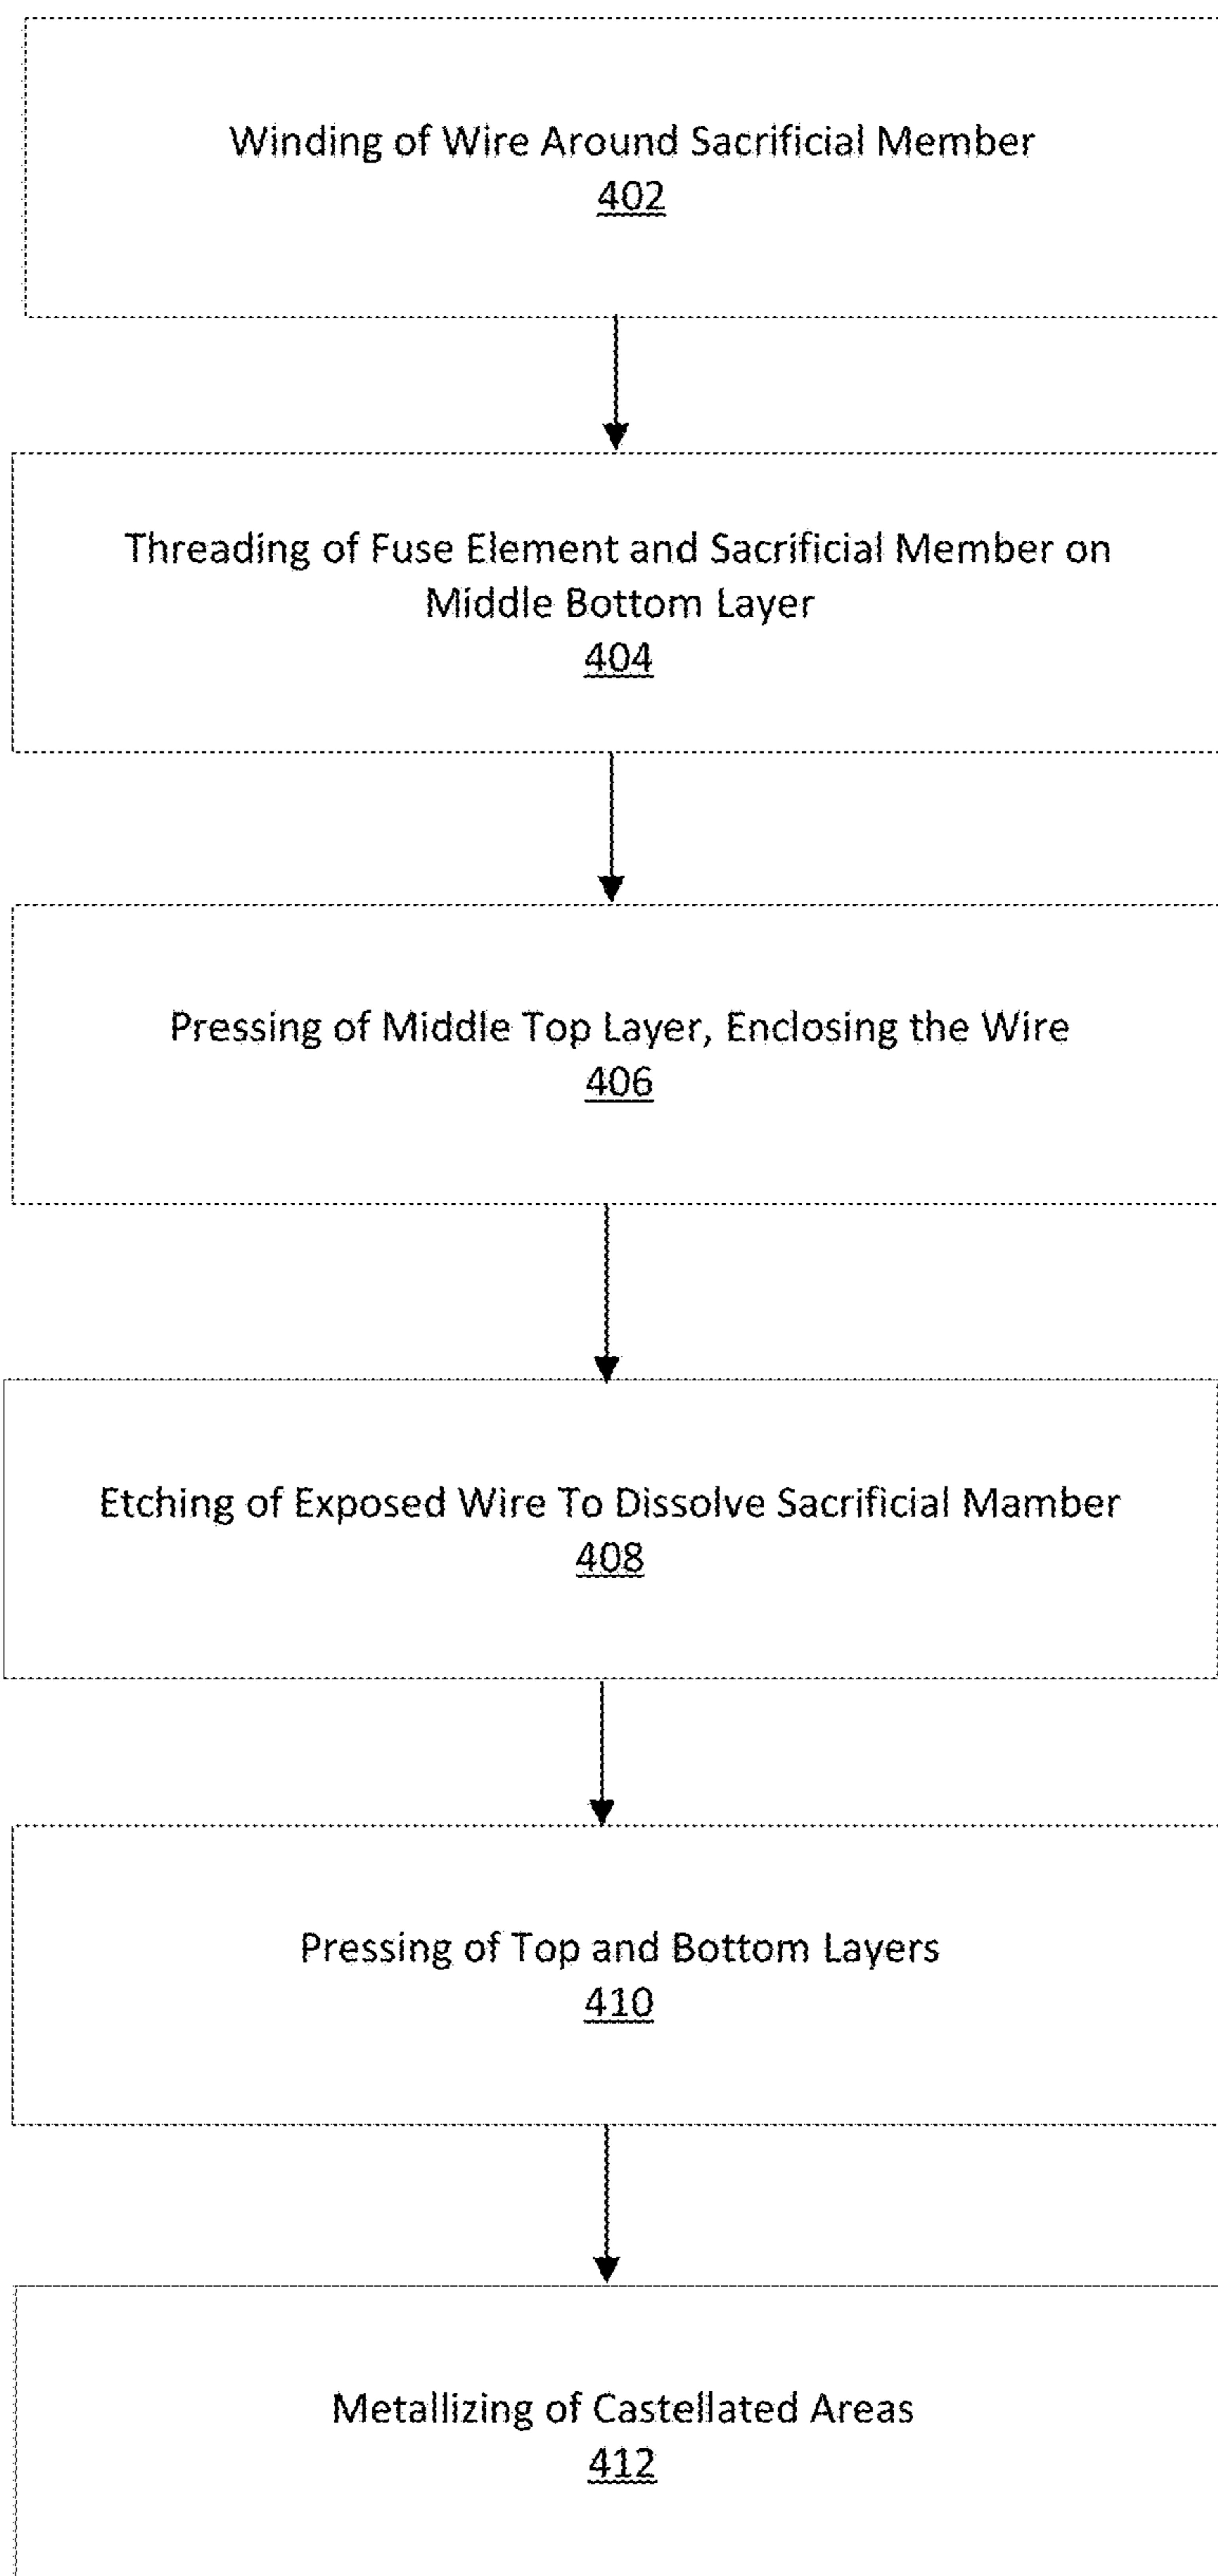 Winding of Wire Around Sacrificial Member
402
Threading of Fuse Element and Sacrificial Member on
Middle Bottom Layer
404
Pressing of Middle Top Layer, Enclosing the Wire
406
Etching of Exposed Wire To Dissolve Sacrificial Mamber
408
Pressing of Top and Bottom Layers
410
Metallizing of Castellated Areas
412